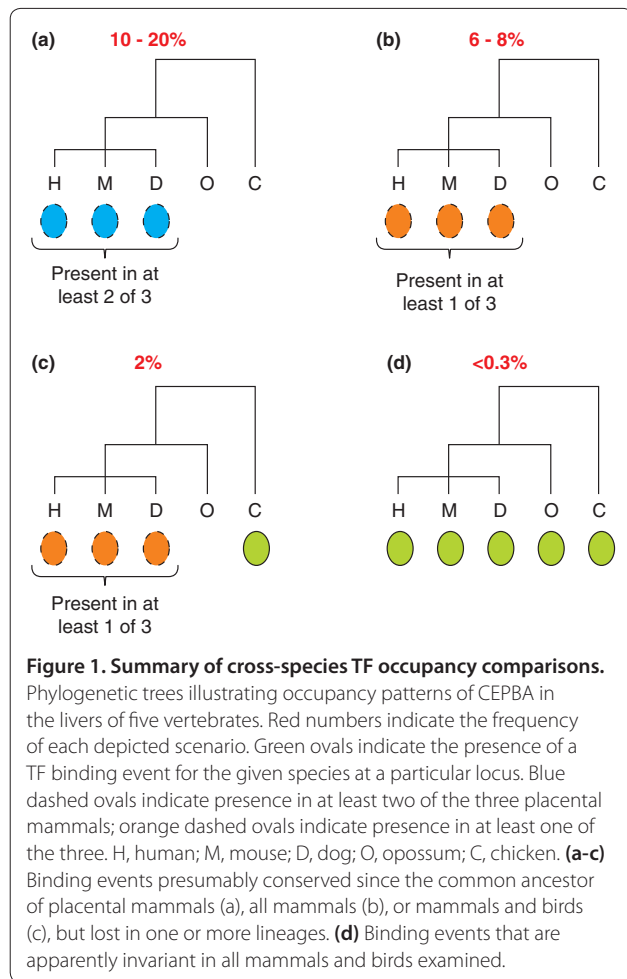 (a) 10 - 20%
H M D O C
Present in at
least 2 of 3
(b) 6 - 8%
H M D O C
Present in at
least 1 of 3
(c) 2%
H M D O C
Present in at
least 1 of 3
(d) <0.3%
H M D O C
Figure 1. Summary of cross-species TF occupancy comparisons.
Phylogenetic trees illustrating occupancy patterns of CEPBA in
the livers of five vertebrates. Red numbers indicate the frequency
of each depicted scenario. Green ovals indicate the presence of a
TF binding event for the given species at a particular locus. Blue
dashed ovals indicate presence in at least two of the three placental
mammals; orange dashed ovals indicate presence in at least one of
the three. H, human; M, mouse; D, dog; O, opossum; C, chicken. (a-c)
Binding events presumably conserved since the common ancestor
of placental mammals (a), all mammals (b), or mammals and birds
(c), but lost in one or more lineages. (d) Binding events that are
apparently invariant in all mammals and birds examined.